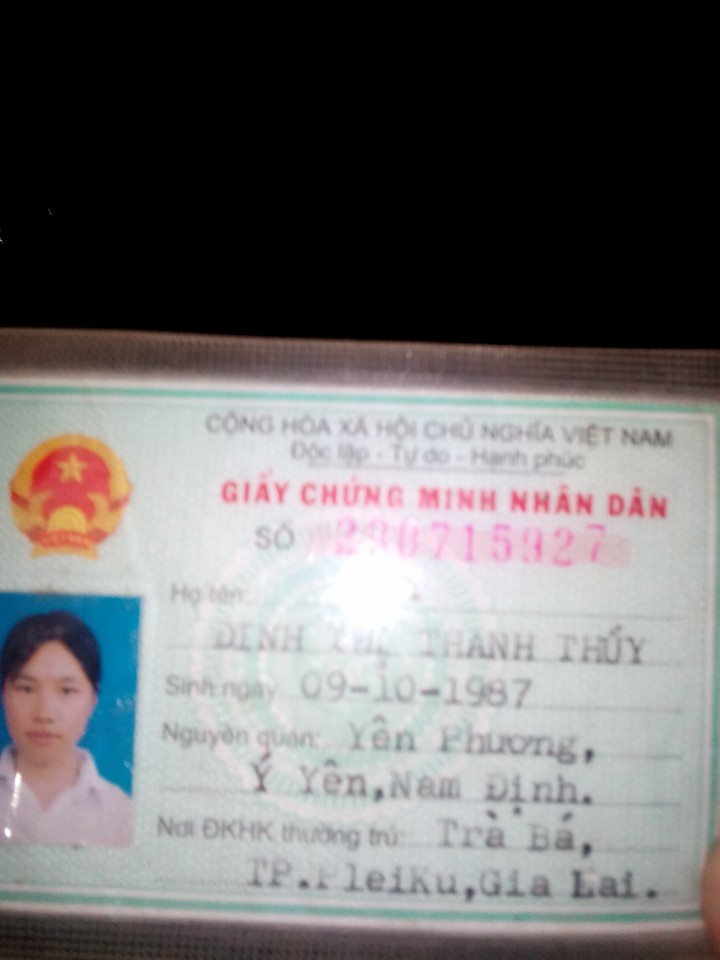 CỘNG HÒA XÃ HỘI CHỦ NGHĨA VIỆT NAM
Độc lập - Tự do - Hạnh phúc
GIẤY CHỨNG MINH NHÂN DÂN
SỐ
Họ tên:
ĐINH THỊ THANH THÚY
Sinh ngày 09-10-1987
Nguyên quán: Yên Phương,
Ý Yên,Nam Định.
Nơi ĐKHK thường trú: Trà Bá,
TP.PleiKu,Gia Lai.